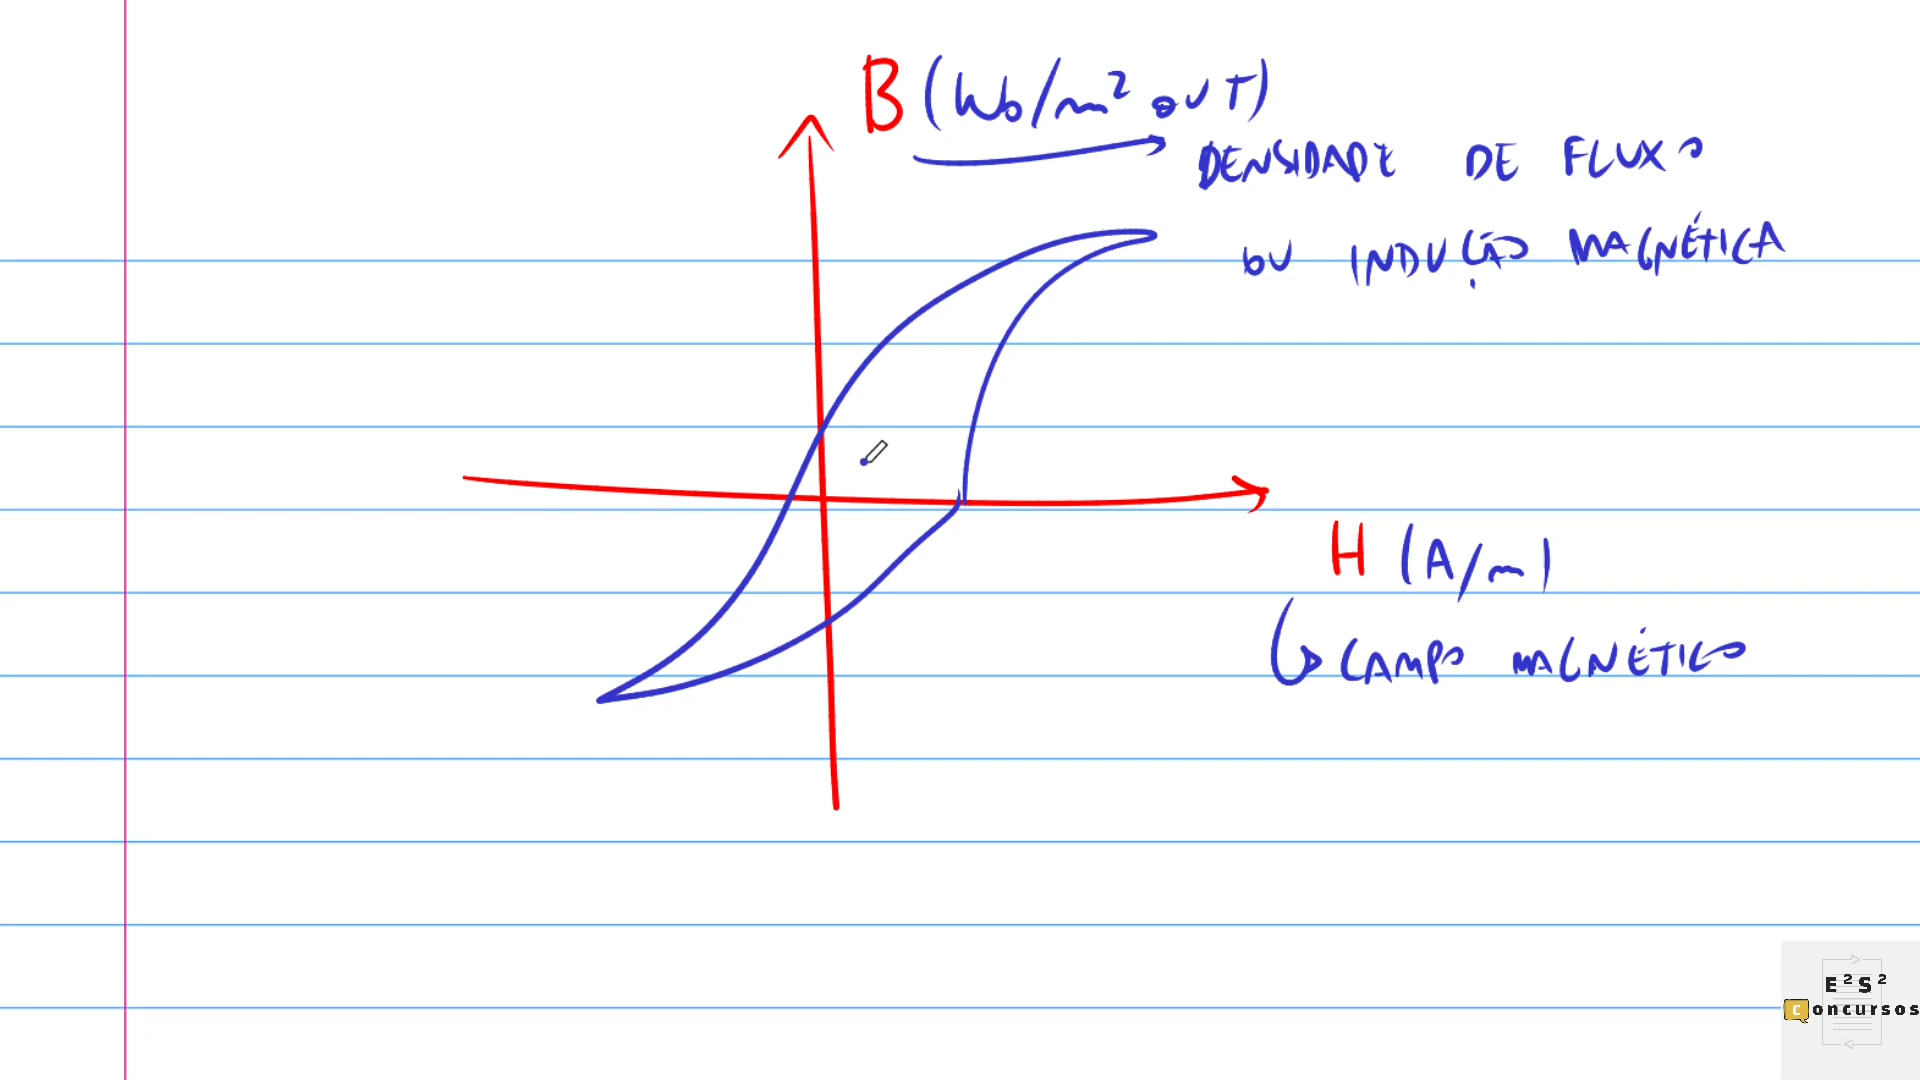 B (Wb/m² ou T)
DENSIDADE DE FLUXO
OU INDUÇÃO MAGNÉTICA
H (A/m)
CAMPO MAGNÉTICO
E²S²
Concursos